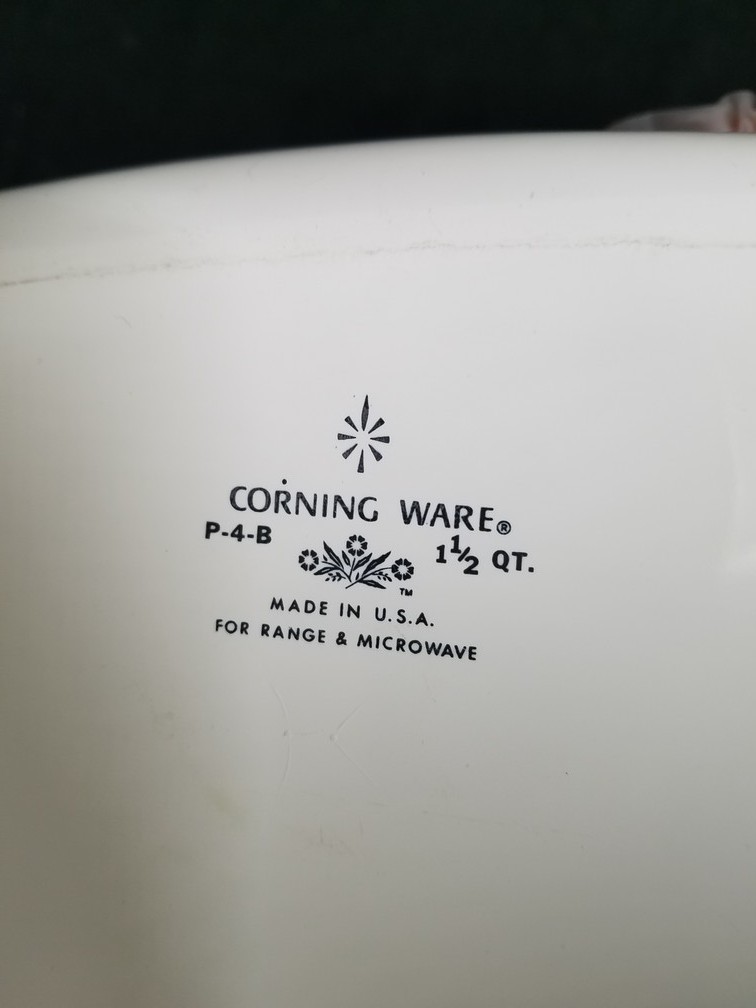 CORNING WARE®
P-4-B 1½ QT.
TM
MADE IN U.S.A.
FOR RANGE & MICROWAVE